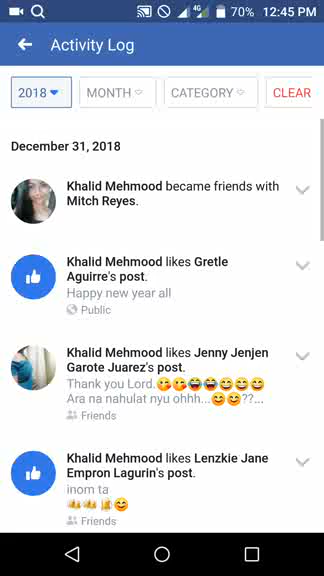 4G 70% 12:45 PM
Activity Log
2018 MONTH CATEGORY CLEAR
December 31, 2018
Khalid Mehmood became friends with
Mitch Reyes.
Khalid Mehmood likes Gretle
Aguirre's post.
Happy new year all
Public
Khalid Mehmood likes Jenny Jenjen
Garote Juarez's post.
Thank you Lord.😘😘😂😂😄😄😄
Ara na nahulat nyu ohhh...😊😊??...
Friends
Khalid Mehmood likes Lenzkie Jane
Empron Lagurin's post.
inom ta
🍻🍻🍺😊
Friends